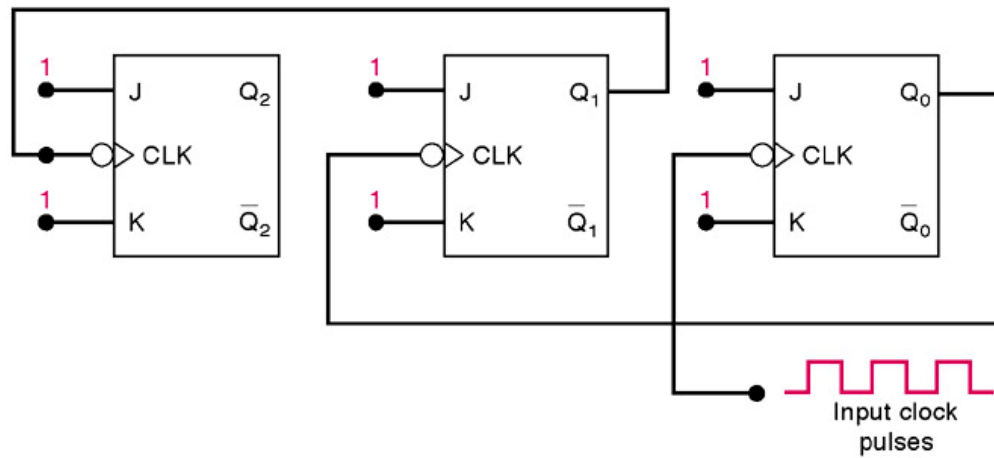 1 1 1
J Q₂ J Q₁ J Q₀
CLK CLK CLK
1 1 1
K Q̅₂ K Q̅₁ K Q̅₀
Input clock
pulses